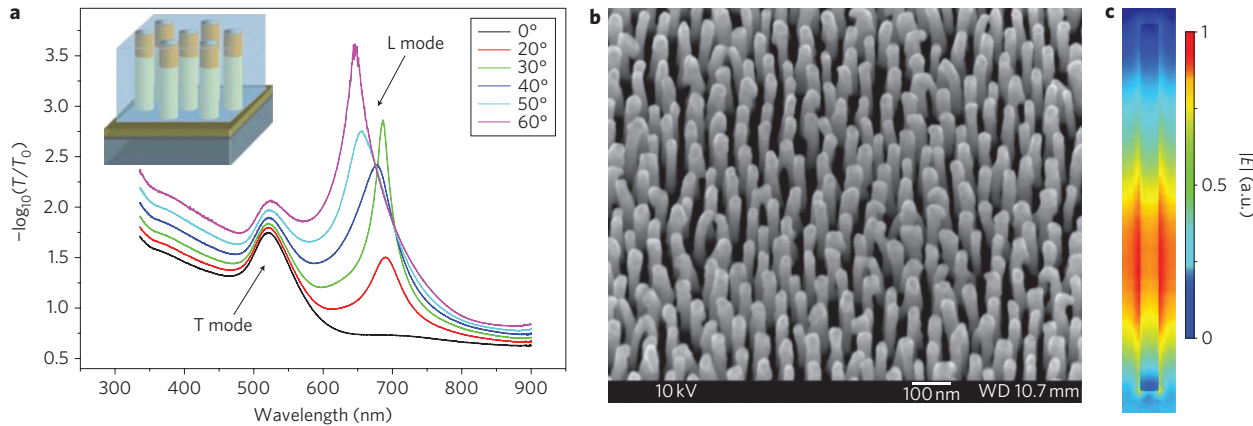 a
3.5
3.0
2.5
2.0
1.5
1.0
0.5
−log10(T/T0)
300 400 500 600 700 800 900
Wavelength (nm)
L mode
T mode
0°
20°
30°
40°
50°
60°
b
10 kV 100 nm WD 10.7 mm
c
1
0.5
0
|E| (a.u.)